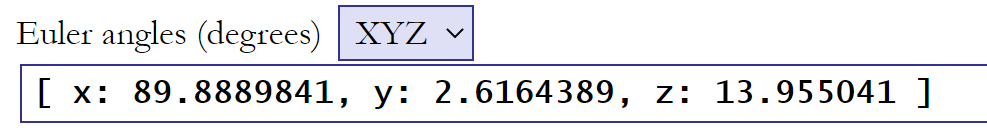 Euler angles (degrees) XYZ
[ x: 89.8889841, y: 2.6164389, z: 13.955041 ]